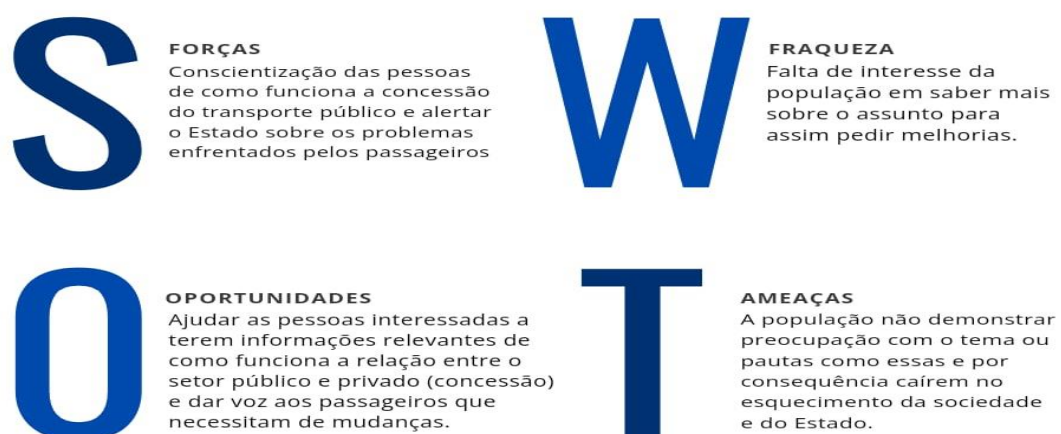 S
FORÇAS
Conscientização das pessoas
de como funciona a concessão
do transporte público e alertar
o Estado sobre os problemas
enfrentados pelos passageiros
W
FRAQUEZA
Falta de interesse da
população em saber mais
sobre o assunto para
assim pedir melhorias.
O
OPORTUNIDADES
Ajudar as pessoas interessadas a
terem informações relevantes de
como funciona a relação entre o
setor público e privado (concessão)
e dar voz aos passageiros que
necessitam de mudanças.
T
AMEAÇAS
A população não demonstrar
preocupação com o tema ou
pautas como essas e por
consequência caírem no
esquecimento da sociedade
e do Estado.